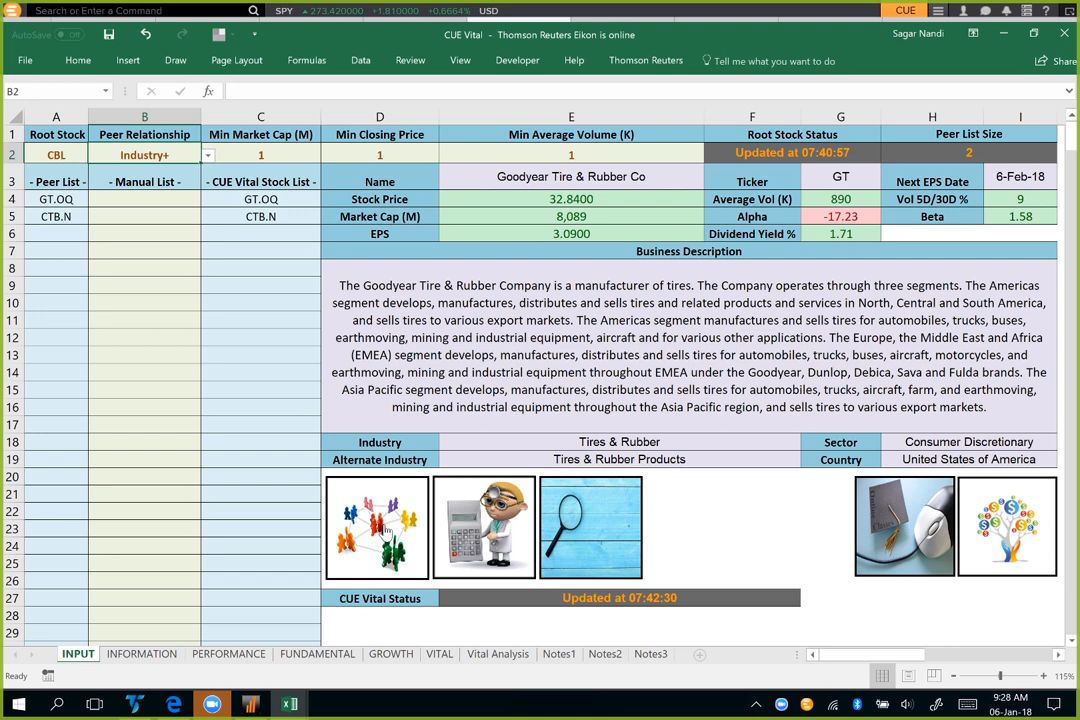 Search or Enter a Command SPY 273.420000 +1.810000 +0.6664% USD CUE
AutoSave Off CUE Vital - Thomson Reuters Eikon is online Sagar Nandi
File Home Insert Draw Page Layout Formulas Data Review View Developer Help Thomson Reuters Tell me what you want to do Share
B2 fx
A B C D E F G H I
1 Root Stock Peer Relationship Min Market Cap (M) Min Closing Price Min Average Volume (K) Root Stock Status Peer List Size
2 CBL Industry+ 1 1 1 Updated at 07:40:57 2
3 - Peer List - - Manual List - - CUE Vital Stock List - Name Goodyear Tire & Rubber Co Ticker GT Next EPS Date 6-Feb-18
4 GT.OQ GT.OQ Stock Price 32.8400 Average Vol (K) 890 Vol 5D/30D % 9
5 CTB.N CTB.N Market Cap (M) 8,089 Alpha -17.23 Beta 1.58
6 EPS 3.0900 Dividend Yield % 1.71
7 Business Description
8
9 The Goodyear Tire & Rubber Company is a manufacturer of tires. The Company operates through three segments. The Americas
10 segment develops, manufactures, distributes and sells tires and related products and services in North, Central and South America,
11 and sells tires to various export markets. The Americas segment manufactures and sells tires for automobiles, trucks, buses,
12 earthmoving, mining and industrial equipment, aircraft and for various other applications. The Europe, the Middle East and Africa
13 (EMEA) segment develops, manufactures, distributes and sells tires for automobiles, trucks, buses, aircraft, motorcycles, and
14 earthmoving, mining and industrial equipment throughout EMEA under the Goodyear, Dunlop, Debica, Sava and Fulda brands. The
15 Asia Pacific segment develops, manufactures, distributes and sells tires for automobiles, trucks, aircraft, farm, and earthmoving,
16 mining and industrial equipment throughout the Asia Pacific region, and sells tires to various export markets.
17
18 Industry Tires & Rubber Sector Consumer Discretionary
19 Alternate Industry Tires & Rubber Products Country United States of America
20
21
22
23
24
25
26
27 CUE Vital Status Updated at 07:42:30
28
29
INPUT INFORMATION PERFORMANCE FUNDAMENTAL GROWTH VITAL Vital Analysis Notes1 Notes2 Notes3
Ready 115%
9:28 AM
06-Jan-18